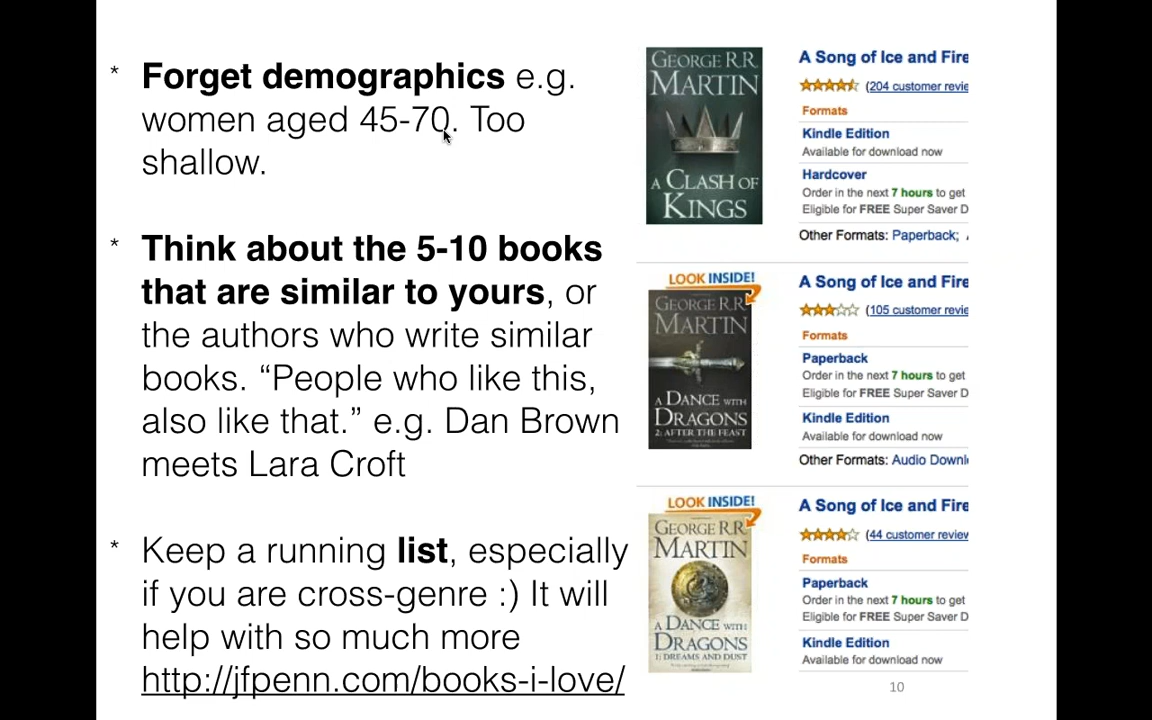 * Forget demographics e.g.
women aged 45-70. Too
shallow.
* Think about the 5-10 books
that are similar to yours, or
the authors who write similar
books. “People who like this,
also like that.” e.g. Dan Brown
meets Lara Croft
* Keep a running list, especially
if you are cross-genre :) It will
help with so much more
http://jfpenn.com/books-i-love/
GEORGE R.R.
MARTIN
A CLASH OF
KINGS
A Song of Ice and Fire
(204 customer revie
Formats
Kindle Edition
Available for download now
Hardcover
Order in the next 7 hours to get
Eligible for FREE Super Saver D
Other Formats: Paperback;
LOOK INSIDE!
GEORGE R.R.
MARTIN
A DANCE WITH
DRAGONS
2: AFTER THE FEAST
A Song of Ice and Fire
(105 customer revie
Formats
Paperback
Order in the next 7 hours to get
Eligible for FREE Super Saver D
Kindle Edition
Available for download now
Other Formats: Audio Downl
LOOK INSIDE!
GEORGE R.R.
MARTIN
A DANCE WITH
DRAGONS
1: DREAMS AND DUST
A Song of Ice and Fire
(44 customer review
Formats
Paperback
Order in the next 7 hours to get
Eligible for FREE Super Saver D
Kindle Edition
Available for download now
10